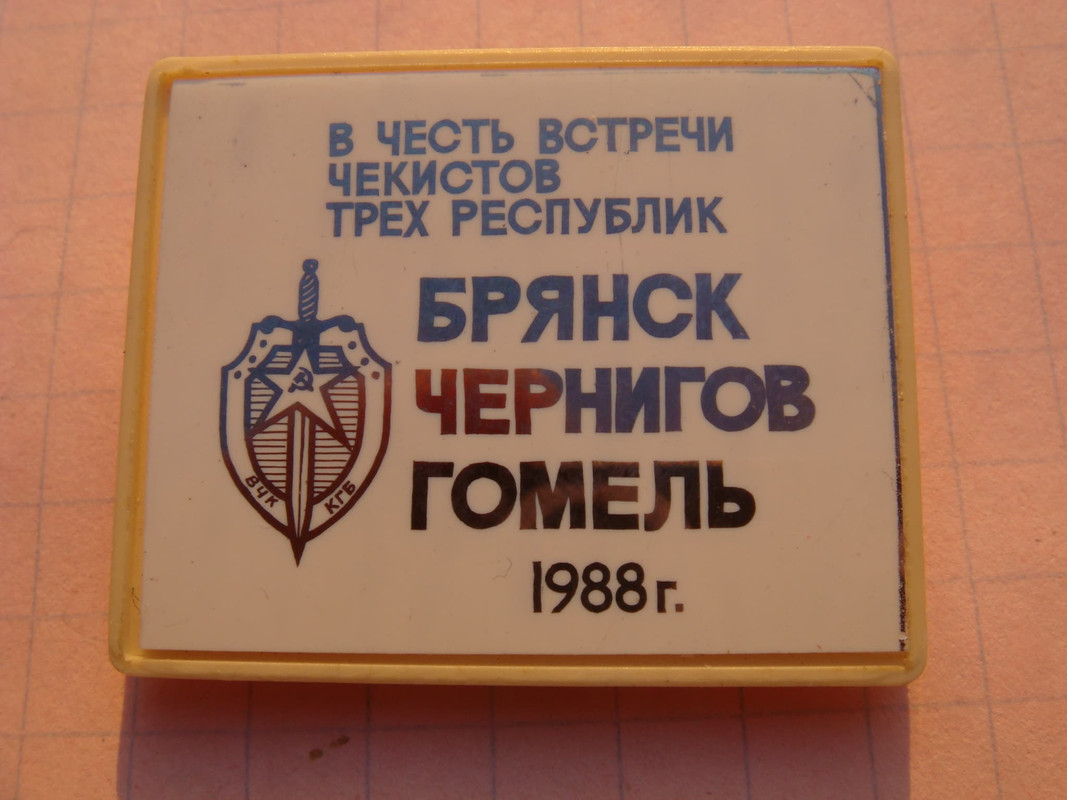 В ЧЕСТЬ ВСТРЕЧИ
ЧЕКИСТОВ
ТРЕХ РЕСПУБЛИК
БРЯНСК
ЧЕРНИГОВ
ГОМЕЛЬ
ВЧК КГБ
1988 г.